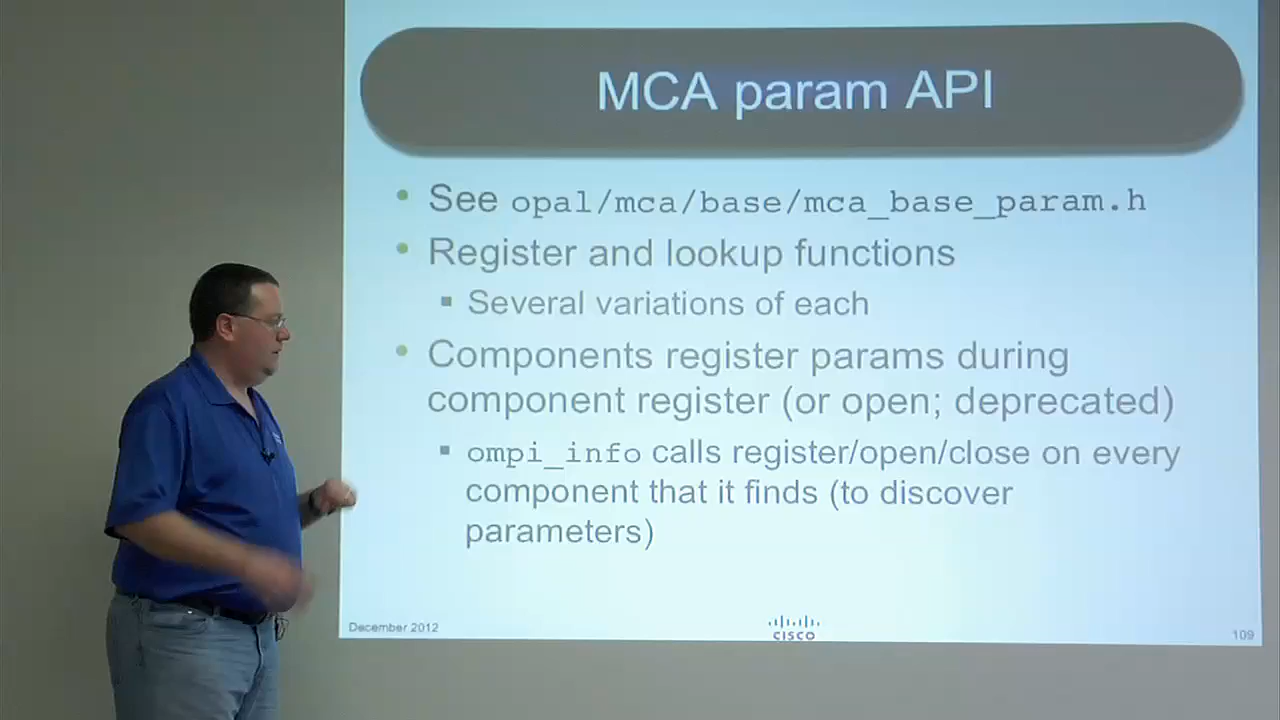 MCA param API
• See opal/mca/base/mca_base_param.h
• Register and lookup functions
▪ Several variations of each
• Components register params during
component register (or open; deprecated)
▪ ompi_info calls register/open/close on every
component that it finds (to discover
parameters)
December 2012
CISCO
109